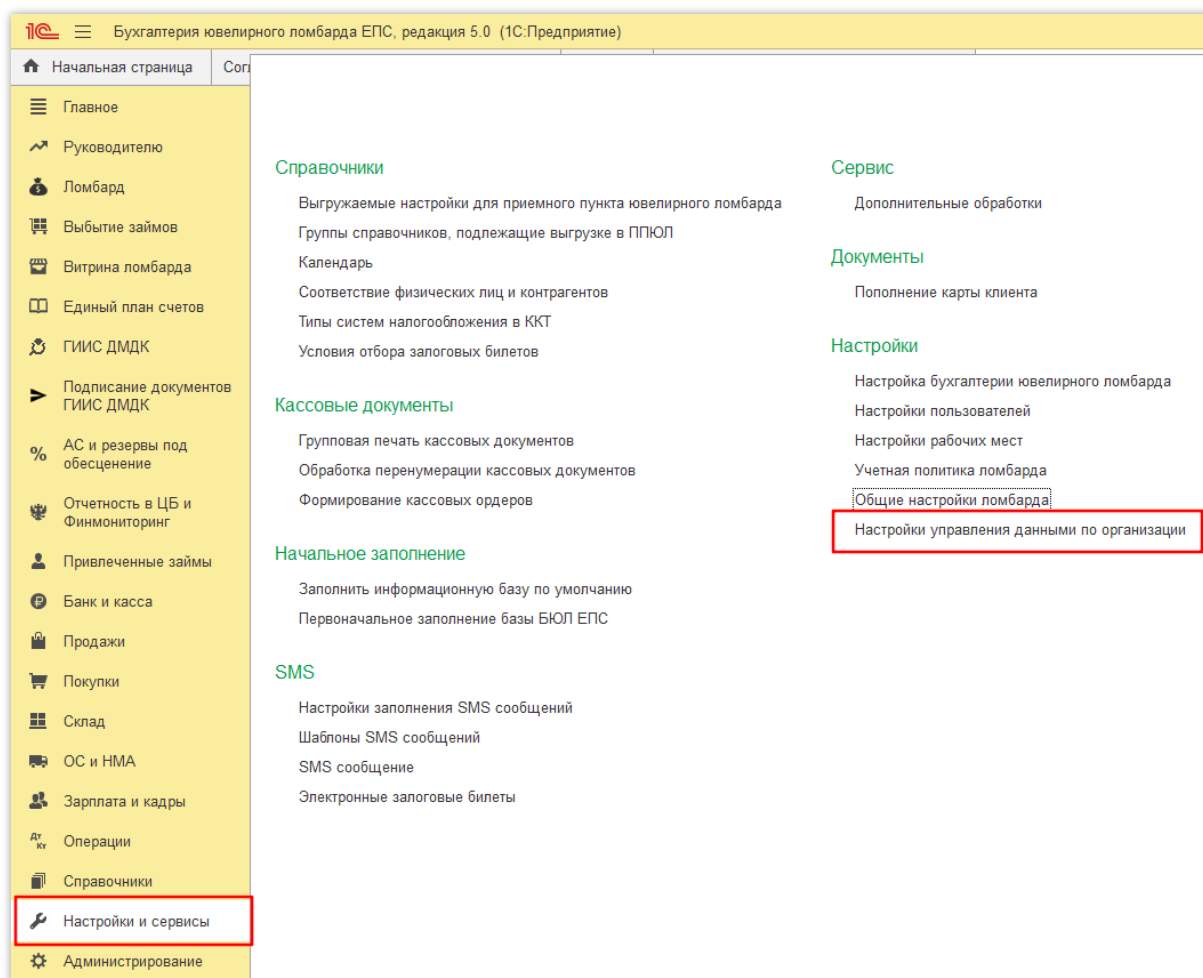 1С Бухгалтерия ювелирного ломбарда ЕПС, редакция 5.0 (1С:Предприятие)
Начальная страница
Главное
Руководителю
Ломбард
Выбытие займов
Витрина ломбарда
Единый план счетов
ГИИС ДМДК
Подписание документов
ГИИС ДМДК
АС и резервы под
обесценение
Отчетность в ЦБ и
Финмониторинг
Привлеченные займы
Банк и касса
Продажи
Покупки
Склад
ОС и НМА
Зарплата и кадры
Дт
Кт
Операции
Справочники
Настройки и сервисы
Администрирование
Справочники
Выгружаемые настройки для приемного пункта ювелирного ломбарда
Группы справочников, подлежащие выгрузке в ППЮЛ
Календарь
Соответствие физических лиц и контрагентов
Типы систем налогообложения в ККТ
Условия отбора залоговых билетов
Кассовые документы
Групповая печать кассовых документов
Обработка перенумерации кассовых документов
Формирование кассовых ордеров
Начальное заполнение
Заполнить информационную базу по умолчанию
Первоначальное заполнение базы БЮЛ ЕПС
SMS
Настройки заполнения SMS сообщений
Шаблоны SMS сообщений
SMS сообщение
Электронные залоговые билеты
Сервис
Дополнительные обработки
Документы
Пополнение карты клиента
Настройки
Настройка бухгалтерии ювелирного ломбарда
Настройки пользователей
Настройки рабочих мест
Учетная политика ломбарда
Общие настройки ломбарда
Настройки управления данными по организации